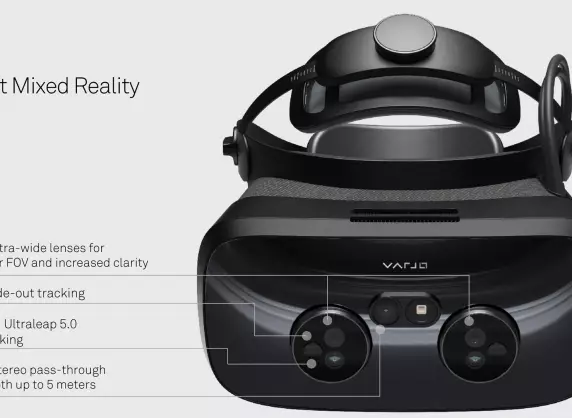 t Mixed Reality
VARJO
tra-wide lenses for
r FOV and increased clarity
de-out tracking
Ultraleap 5.0
king
tereo pass-through
oth up to 5 meters